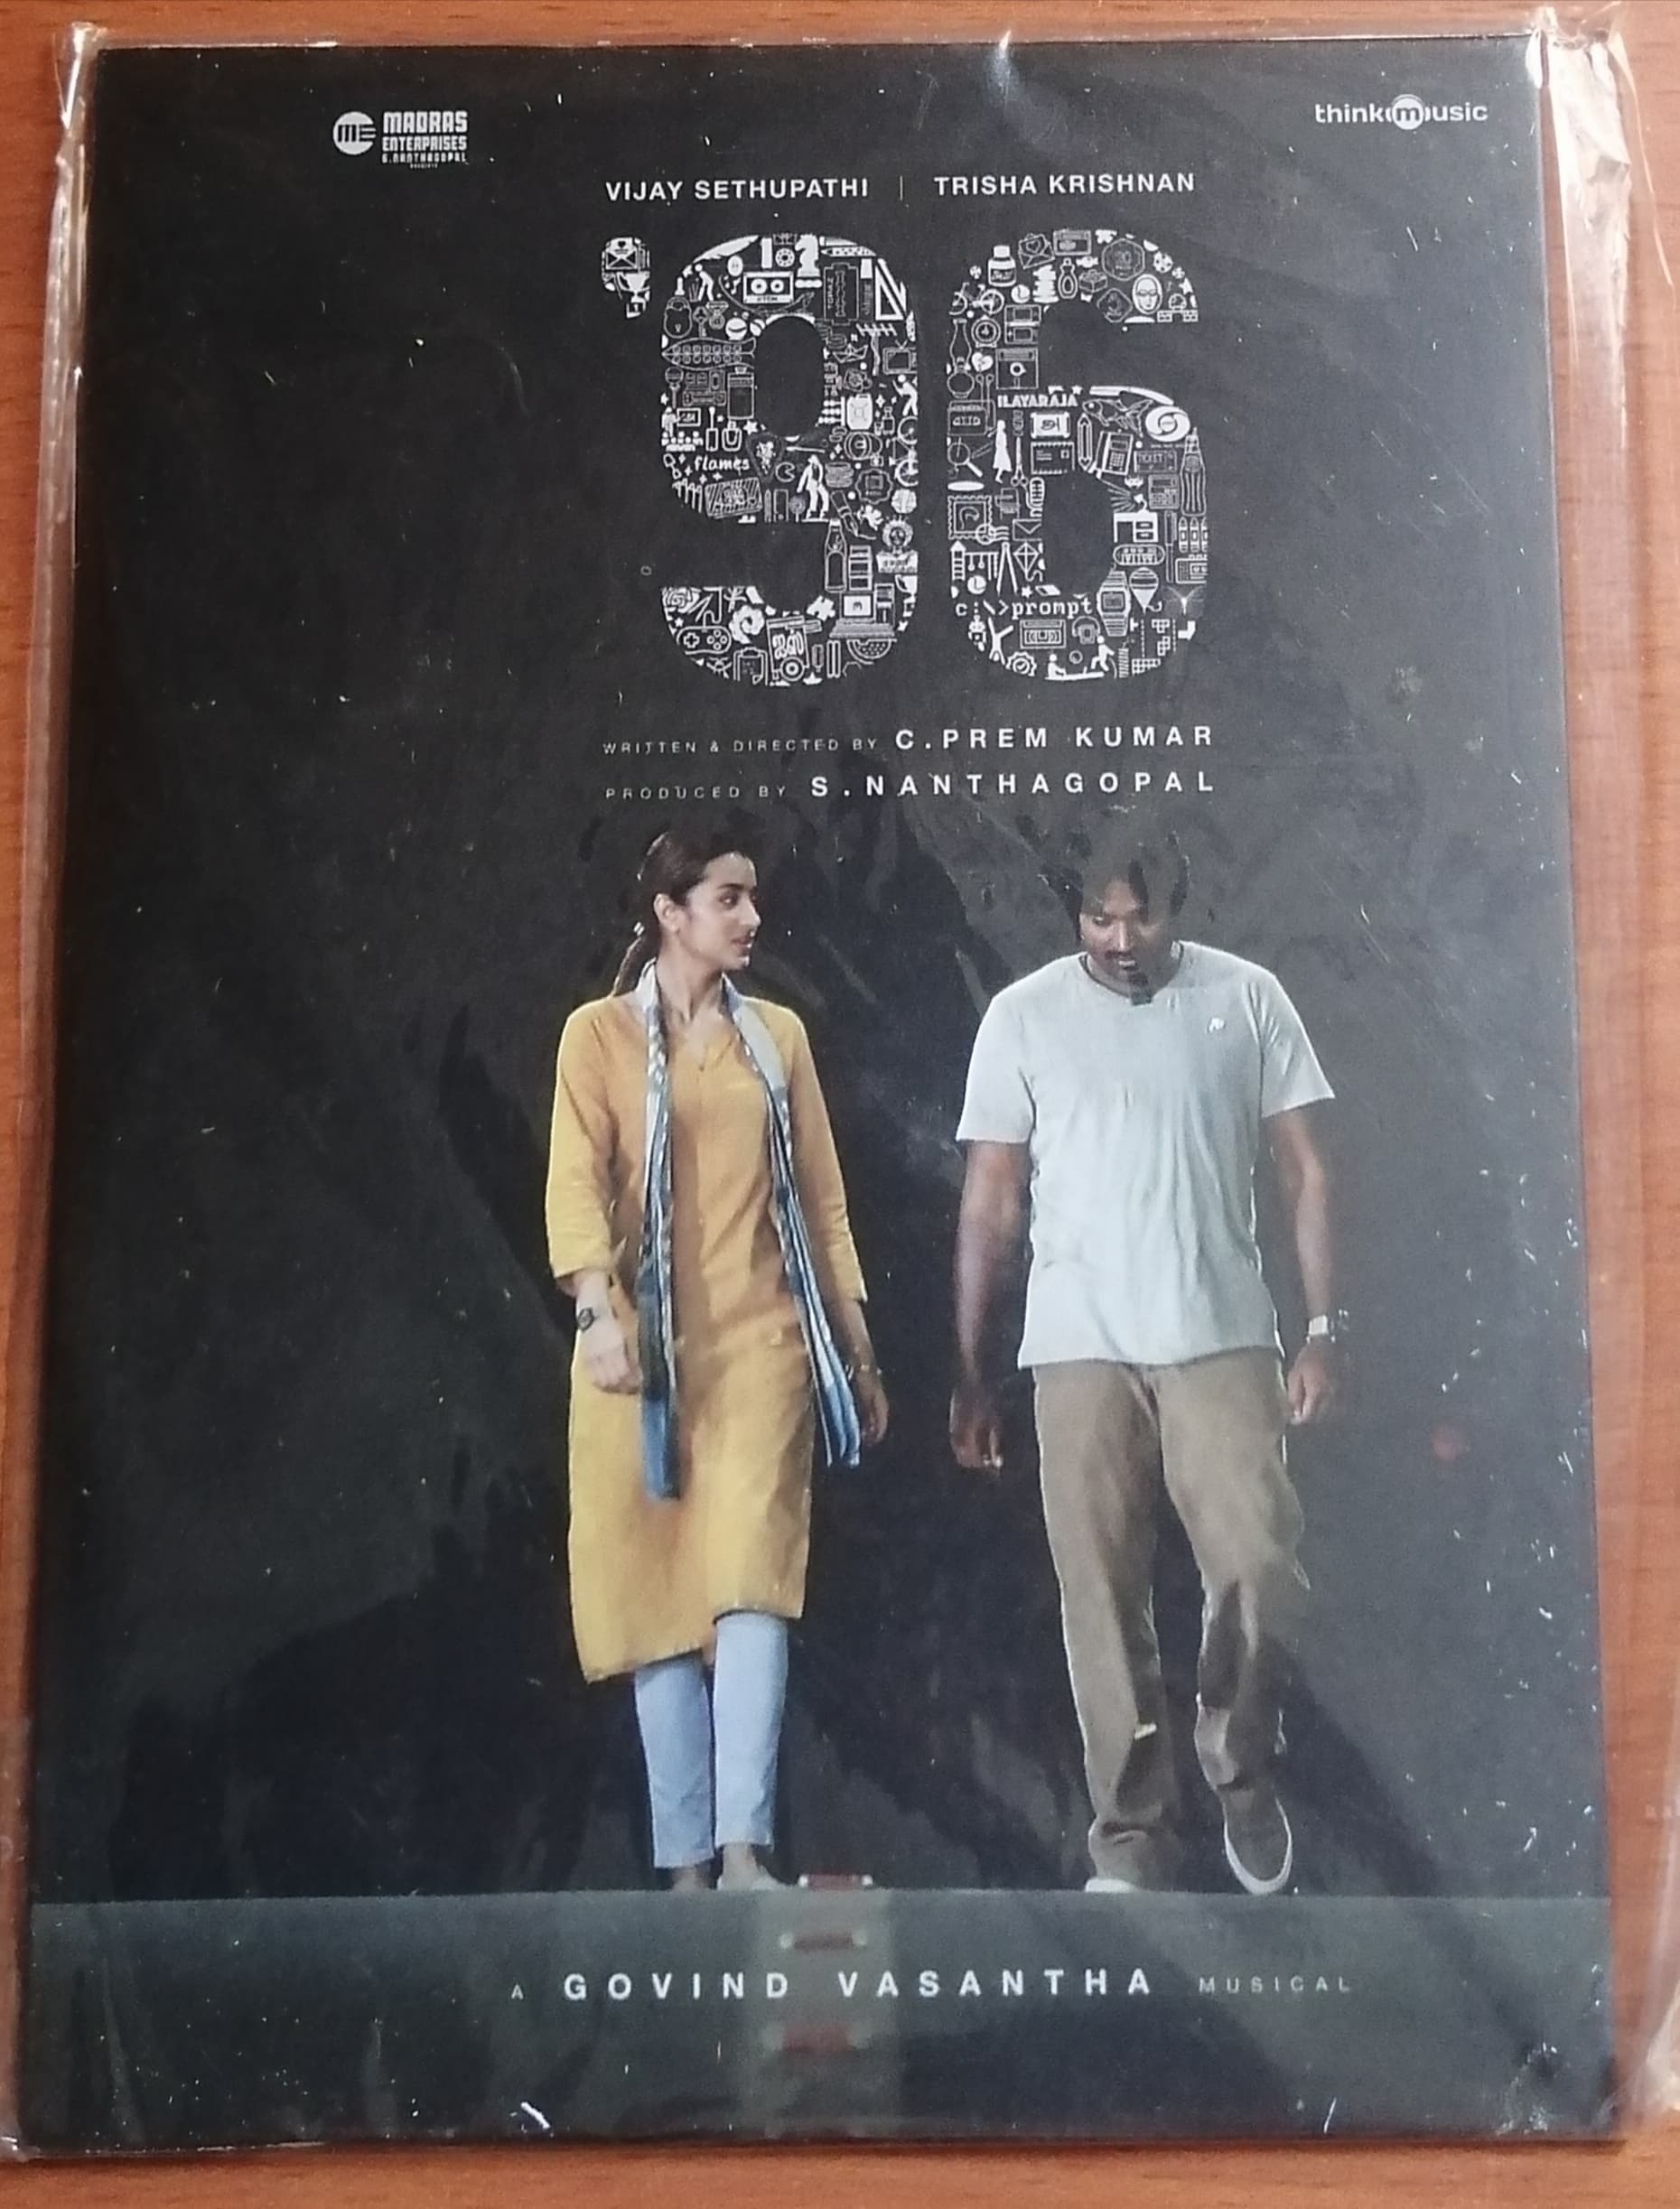 MADRAS
ENTERPRISES
S.NANTHAGOPAL
thinkmusic
VIJAY SETHUPATHI | TRISHA KRISHNAN
'96
ILAYARAJA
flames
TICKET
c:\>prompt
WRITTEN & DIRECTED BY C.PREM KUMAR
PRODUCED BY S.NANTHAGOPAL
A GOVIND VASANTHA MUSICAL